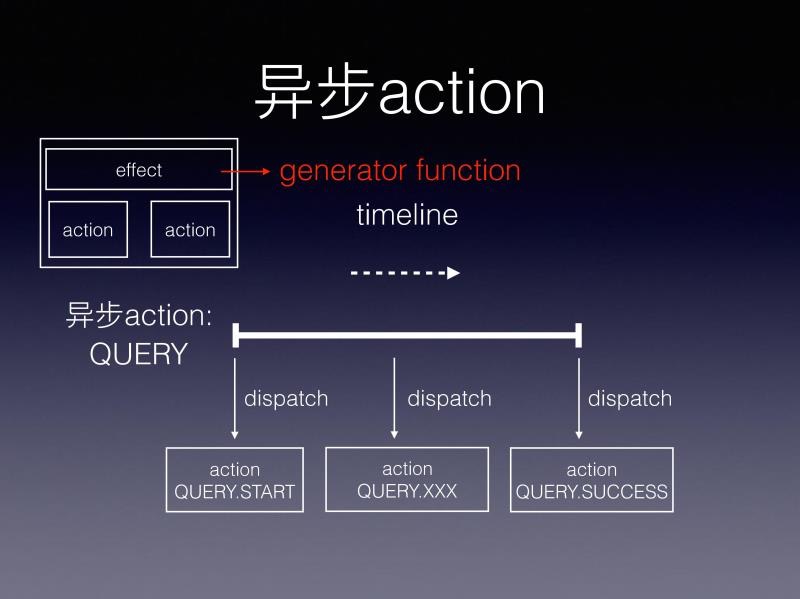 异步action
effect
generator function
action
action
timeline
异步action:
QUERY
dispatch
dispatch
dispatch
action
QUERY.START
action
QUERY.XXX
action
QUERY.SUCCESS